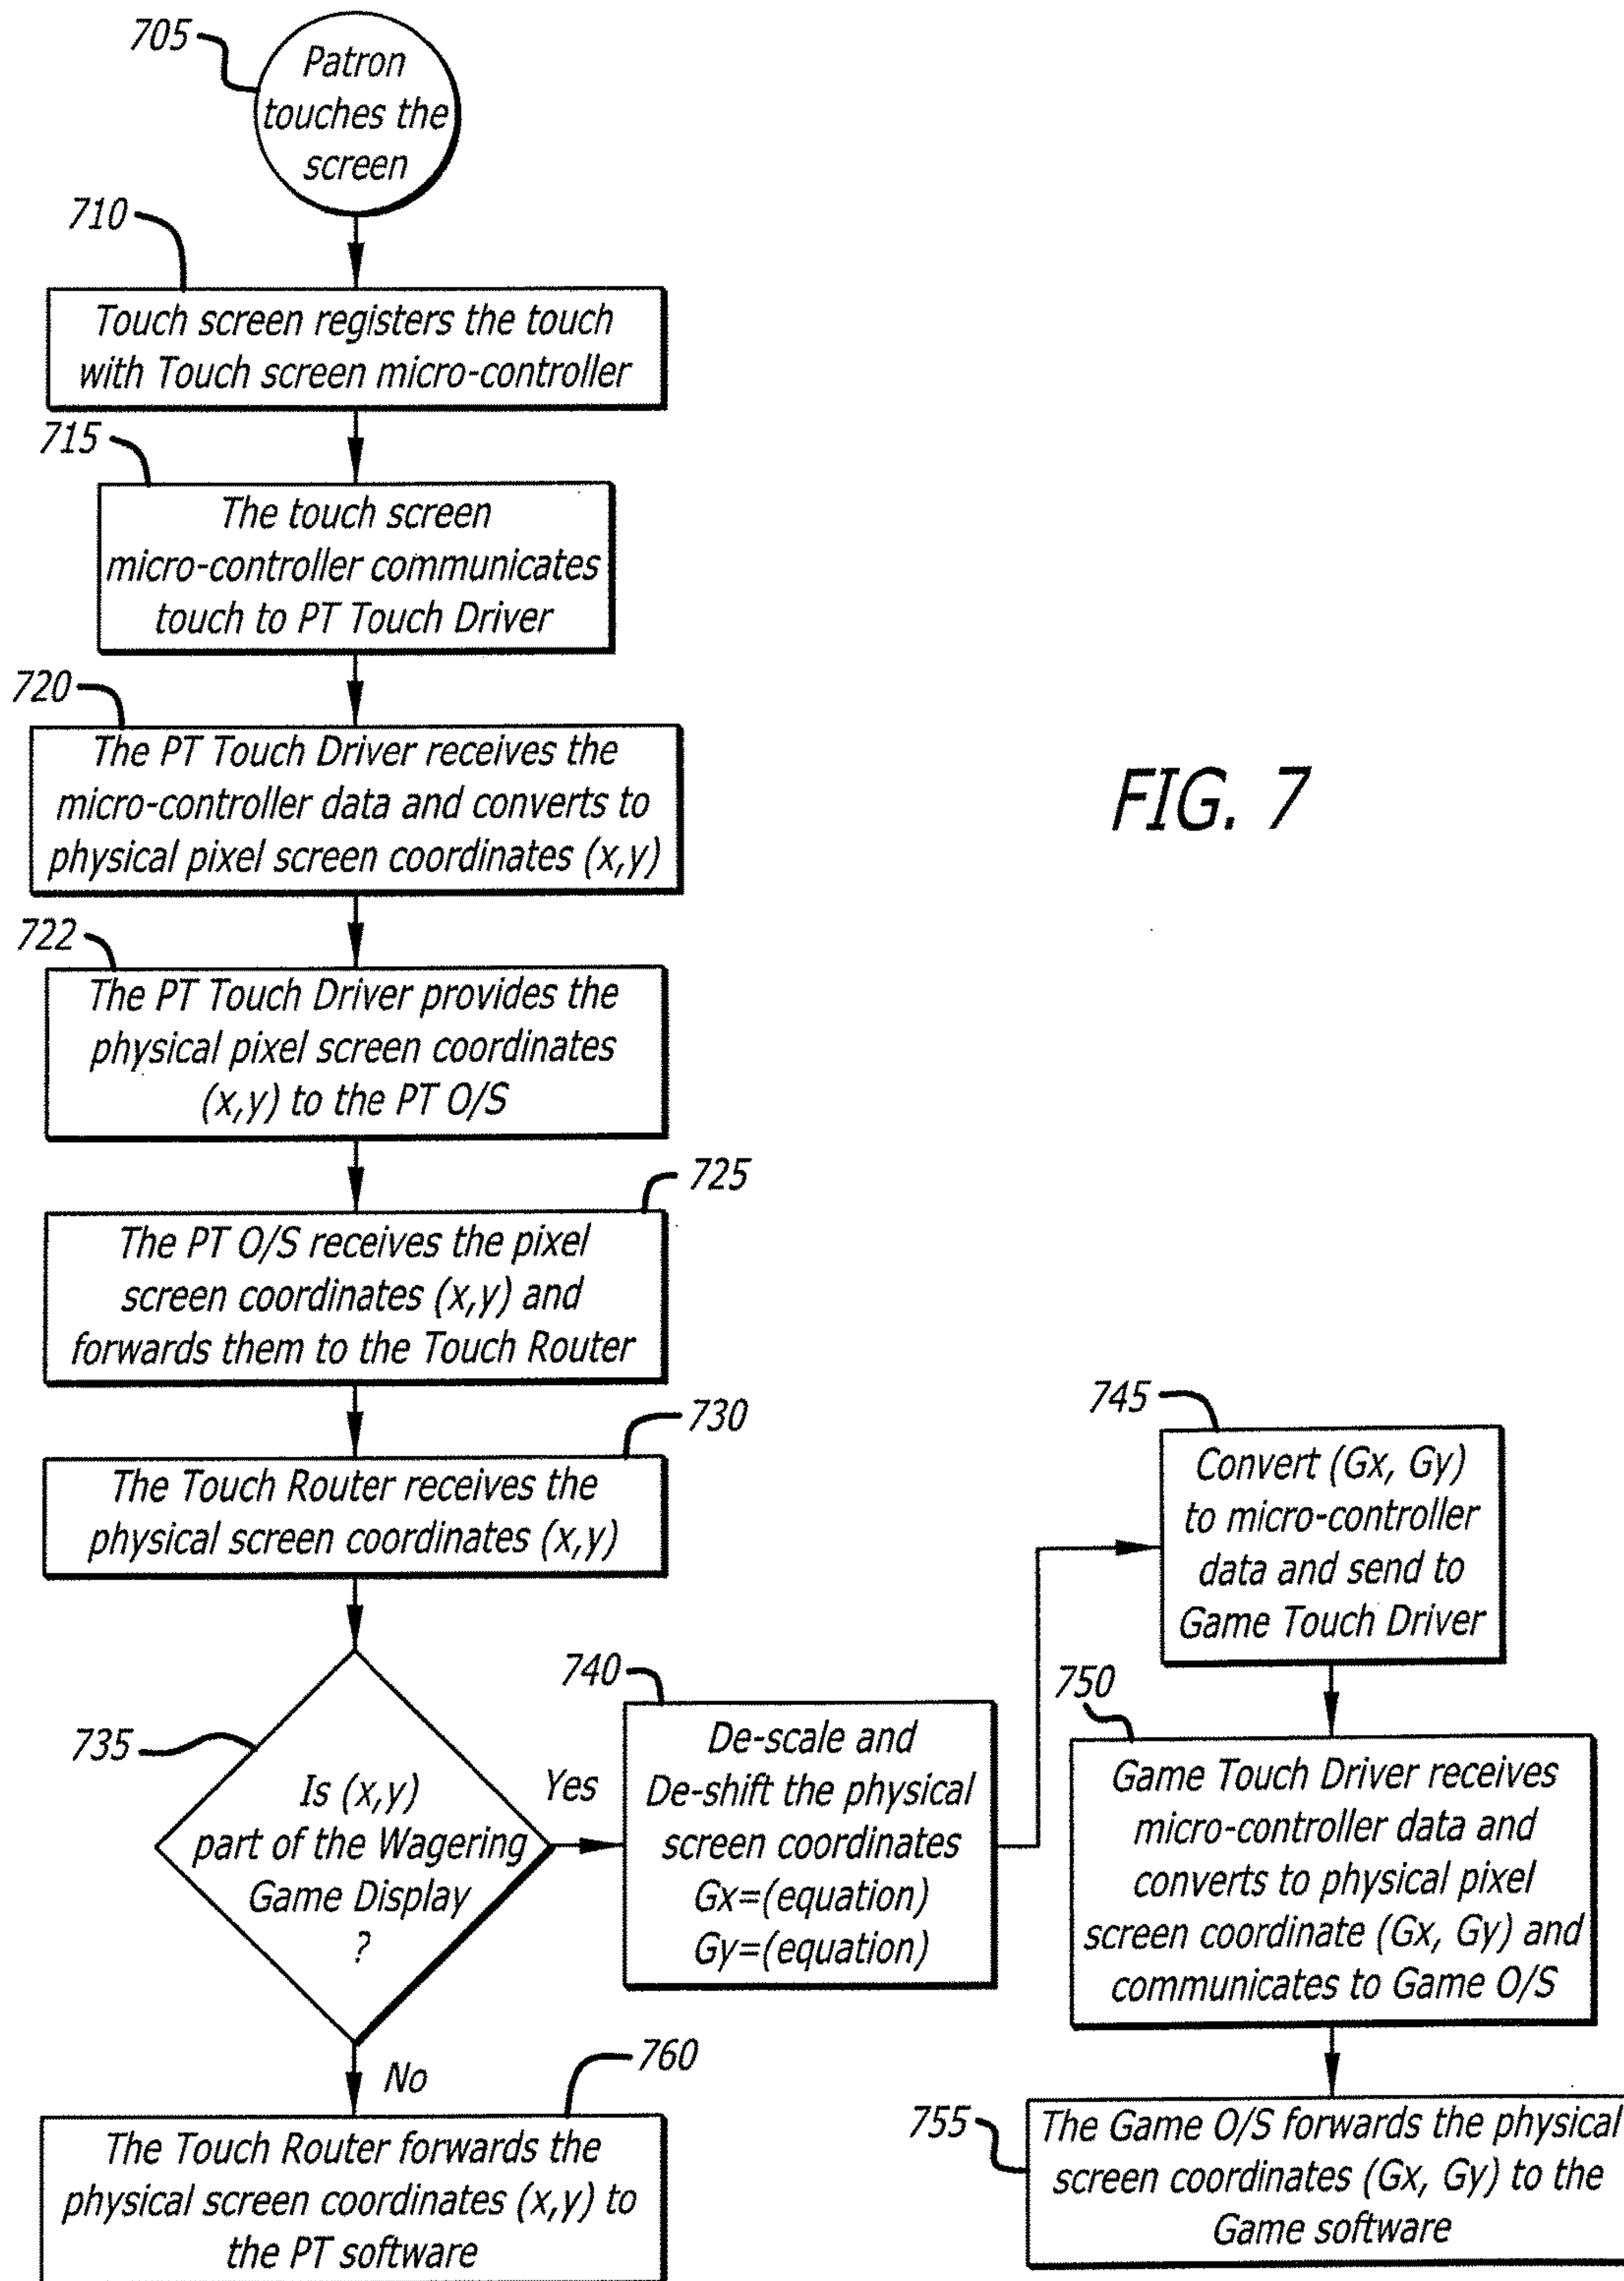 705
Patron
touches the
screen
710
Touch screen registers the touch
with Touch screen micro-controller
715
The touch screen
micro-controller communicates
touch to PT Touch Driver
720
The PT Touch Driver receives the
micro-controller data and converts to
physical pixel screen coordinates (x,y)
FIG. 7
722
The PT Touch Driver provides the
physical pixel screen coordinates
(x,y) to the PT O/S
725
The PT O/S receives the pixel
screen coordinates (x,y) and
forwards them to the Touch Router
730
The Touch Router receives the
physical screen coordinates (x,y)
735
Is (x,y)
part of the Wagering
Game Display
?
Yes
No
740
De-scale and
De-shift the physical
screen coordinates
Gx=(equation)
Gy=(equation)
745
Convert (Gx, Gy)
to micro-controller
data and send to
Game Touch Driver
750
Game Touch Driver receives
micro-controller data and
converts to physical pixel
screen coordinate (Gx, Gy) and
communicates to Game O/S
755
The Game O/S forwards the physical
screen coordinates (Gx, Gy) to the
Game software
760
The Touch Router forwards the
physical screen coordinates (x,y) to
the PT software